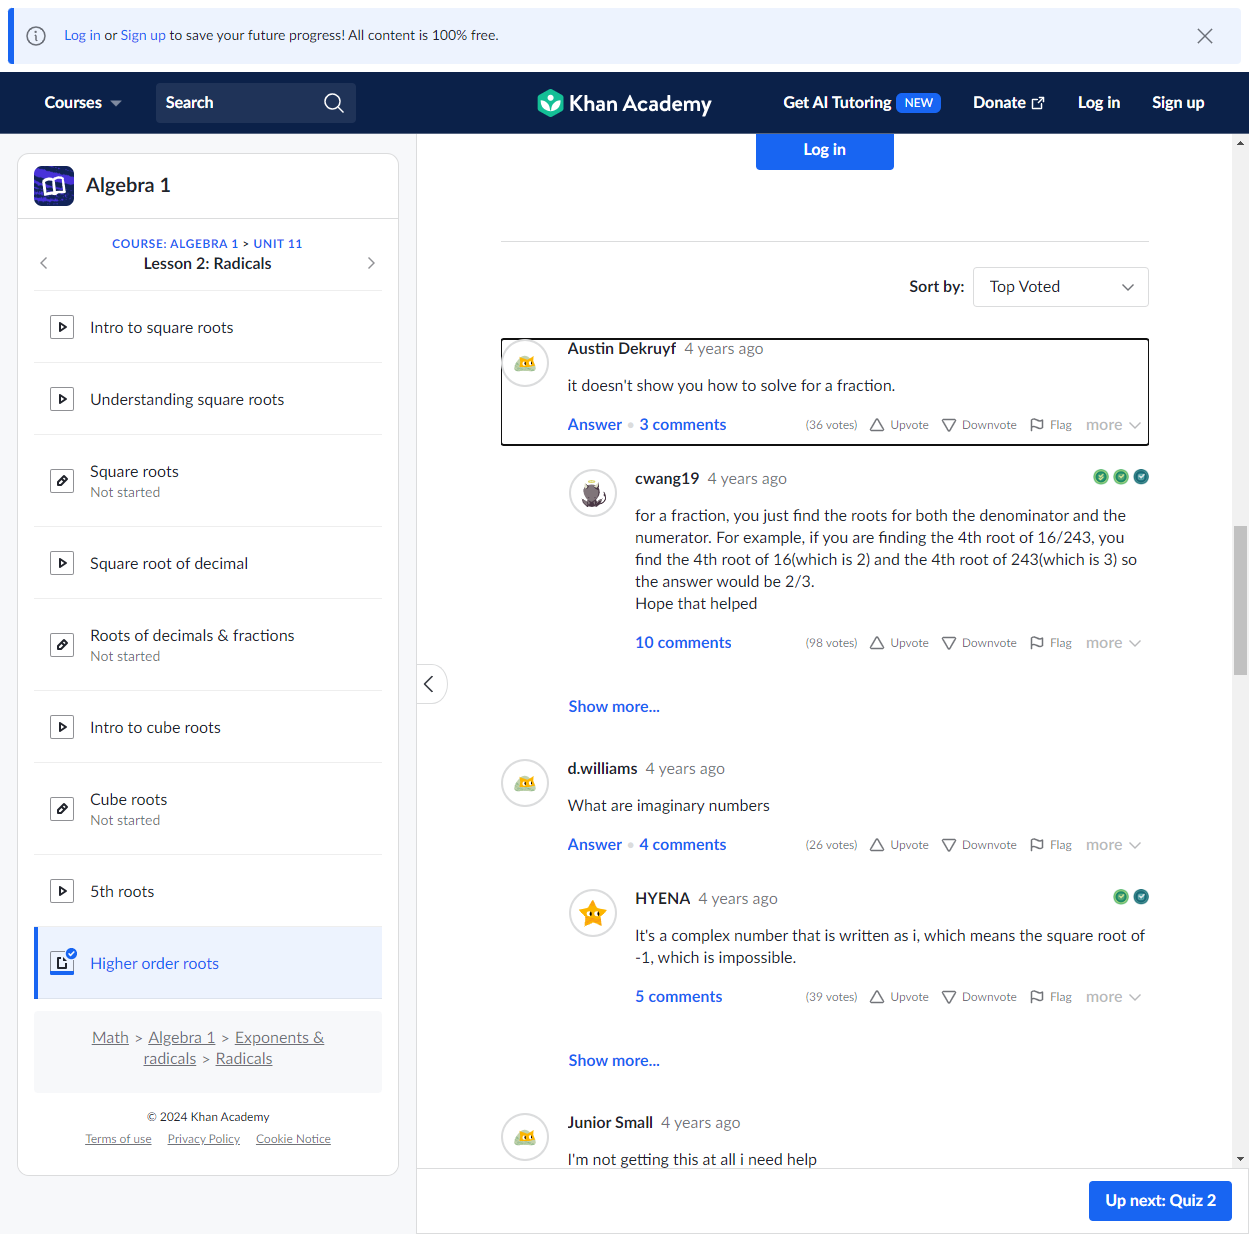 Log in or Sign up to save your future progress! All content is 100% free.
Courses
Search
Khan Academy
Get AI Tutoring NEW
Donate
Log in
Sign up
Algebra 1
COURSE: ALGEBRA 1 > UNIT 11
Lesson 2: Radicals
Intro to square roots
Understanding square roots
Square roots
Not started
Square root of decimal
Roots of decimals & fractions
Not started
Intro to cube roots
Cube roots
Not started
5th roots
Higher order roots
Math > Algebra 1 > Exponents &
radicals > Radicals
© 2024 Khan Academy
Terms of use Privacy Policy Cookie Notice
Log in
Sort by: Top Voted
Austin Dekruyf 4 years ago
it doesn't show you how to solve for a fraction.
Answer • 3 comments (36 votes) Upvote Downvote Flag more
cwang19 4 years ago
for a fraction, you just find the roots for both the denominator and the
numerator. For example, if you are finding the 4th root of 16/243, you
find the 4th root of 16(which is 2) and the 4th root of 243(which is 3) so
the answer would be 2/3.
Hope that helped
10 comments (98 votes) Upvote Downvote Flag more
Show more...
d.williams 4 years ago
What are imaginary numbers
Answer • 4 comments (26 votes) Upvote Downvote Flag more
HYENA 4 years ago
It's a complex number that is written as i, which means the square root of
-1, which is impossible.
5 comments (39 votes) Upvote Downvote Flag more
Show more...
Junior Small 4 years ago
I'm not getting this at all i need help
Up next: Quiz 2